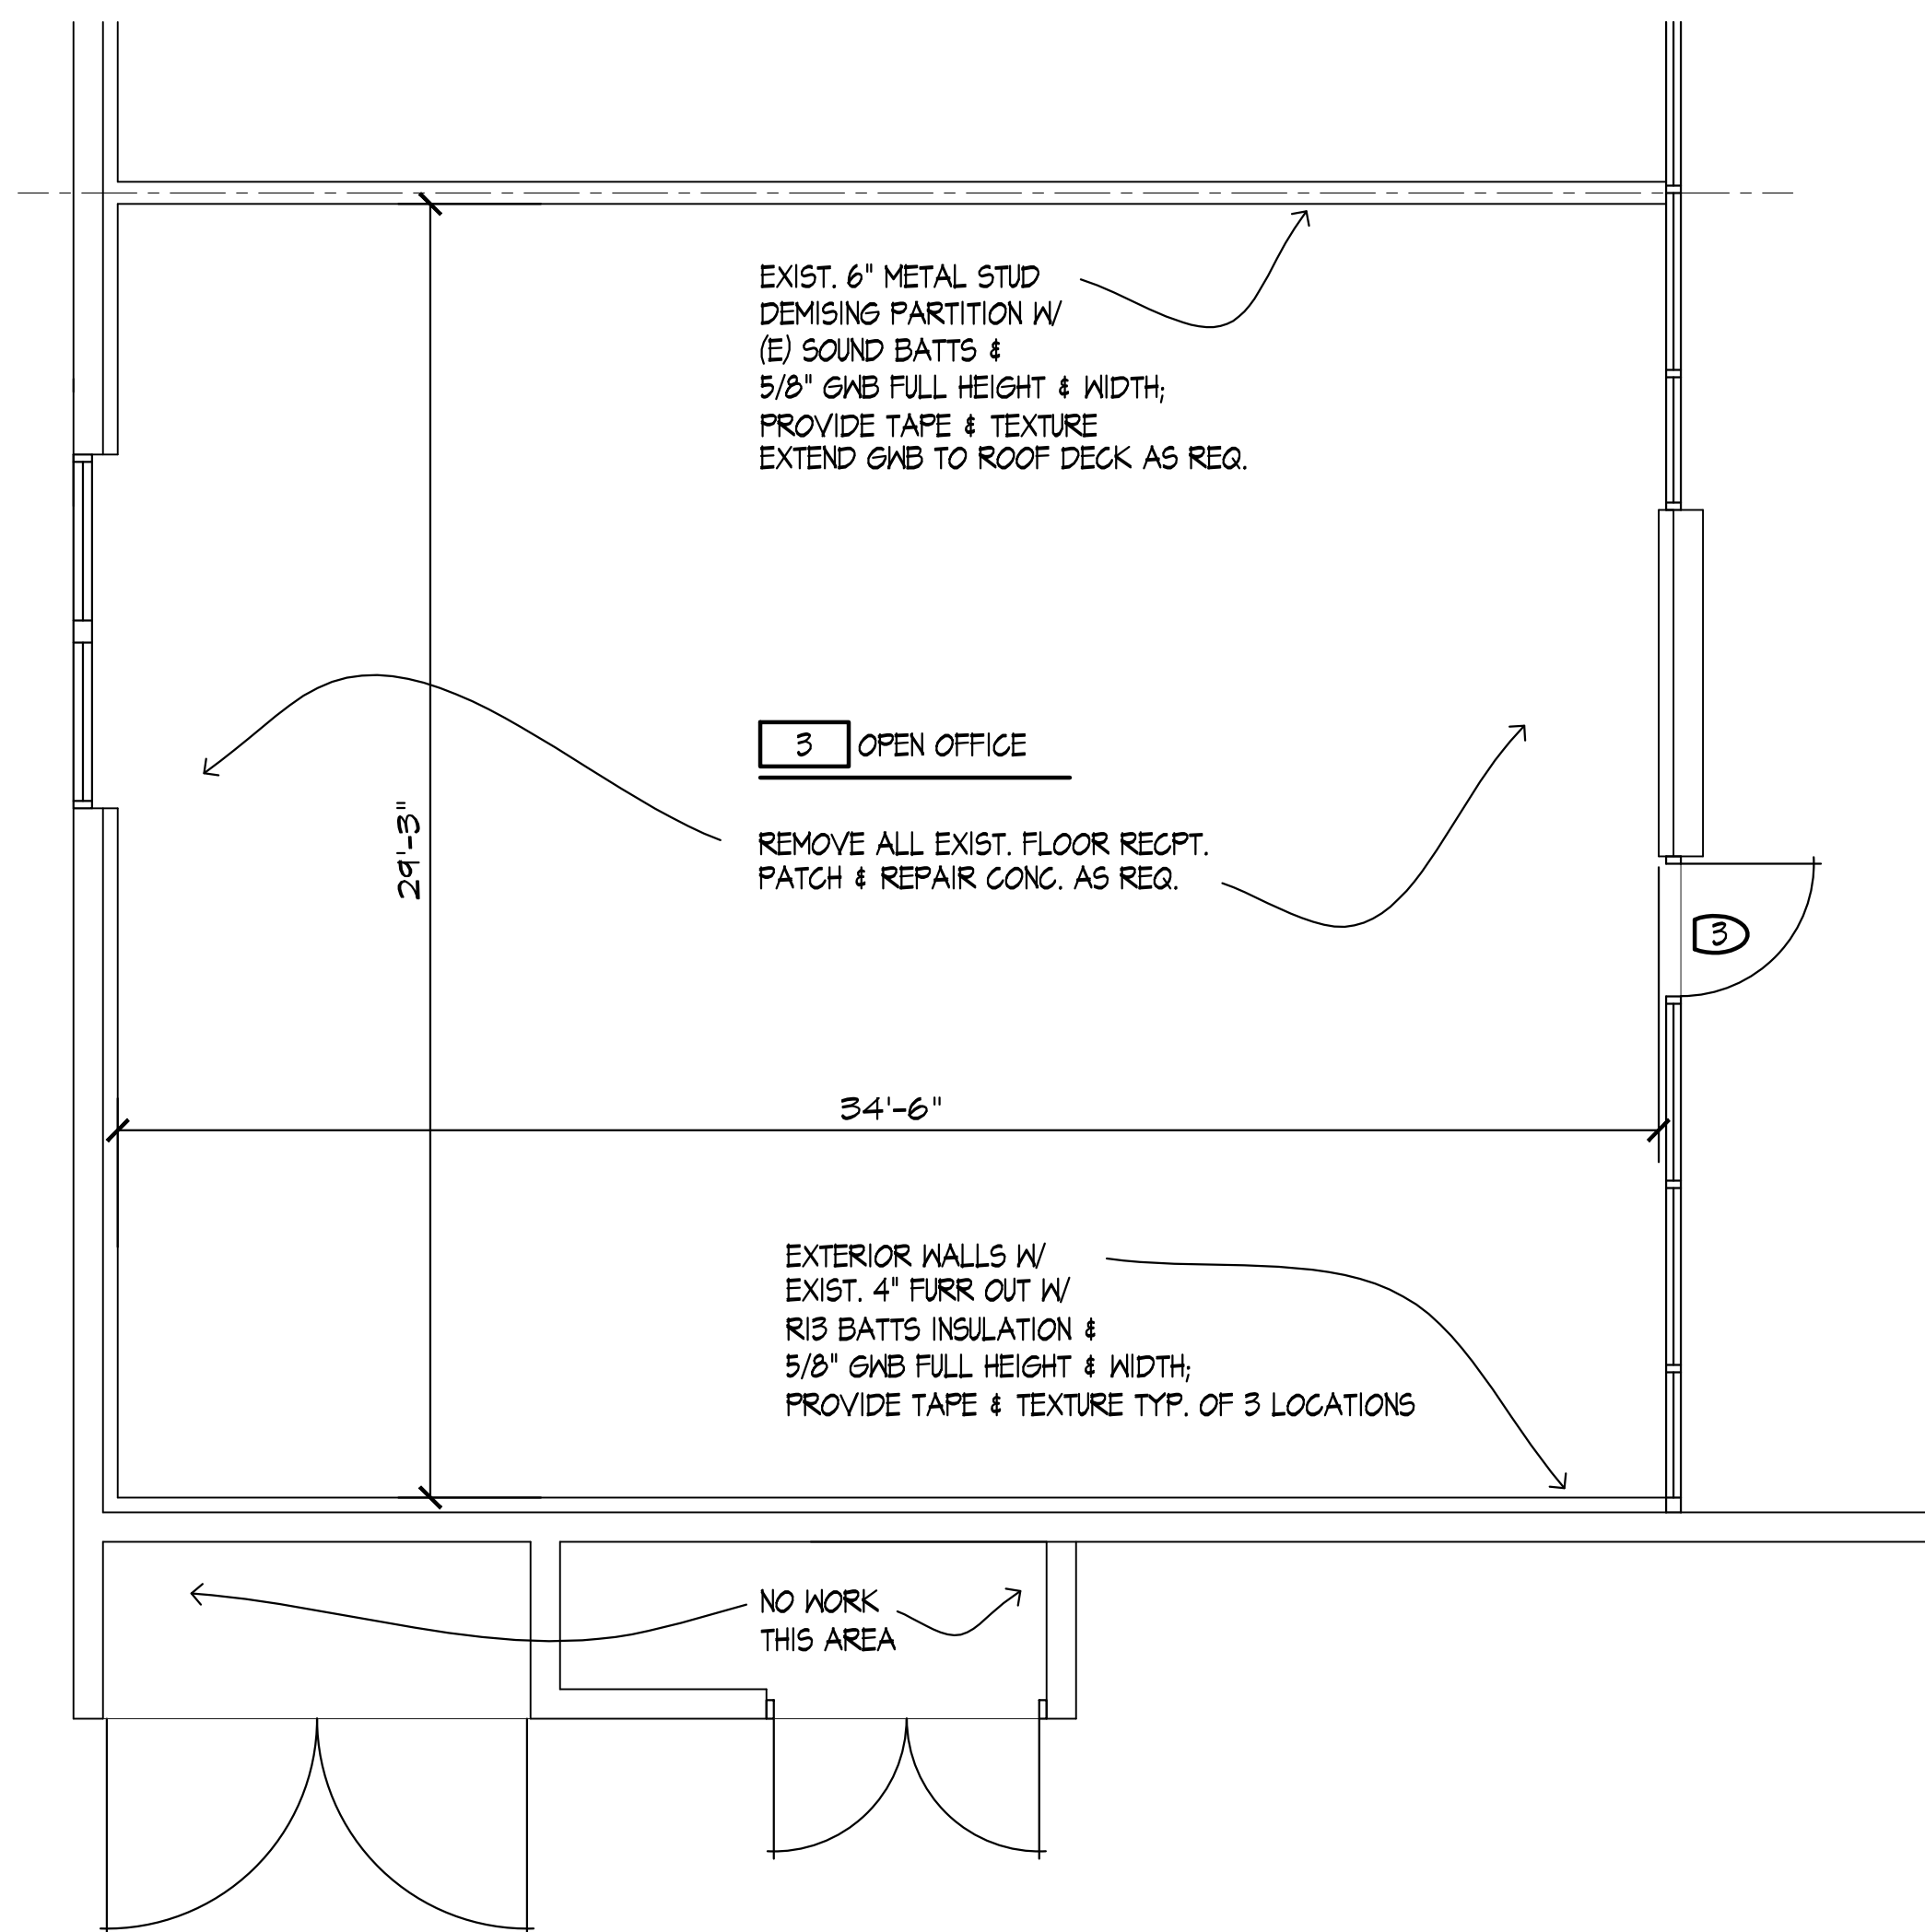 EXIST. 6" METAL STUD
DEMISING PARTITION W/
(E) SOUND BATTS &
5/8" GWB FULL HEIGHT & WIDTH;
PROVIDE TAPE & TEXTURE
EXTEND GWB TO ROOF DECK AS REQ.
3 OPEN OFFICE
29'-3"
REMOVE ALL EXIST. FLOOR RECPT.
PATCH & REPAIR CONC. AS REQ.
3
34'-6"
EXTERIOR WALLS W/
EXIST. 4" FURR OUT W/
R13 BATTS INSULATION &
5/8" GWB FULL HEIGHT & WIDTH;
PROVIDE TAPE & TEXTURE TYP. OF 3 LOCATIONS
NO WORK
THIS AREA